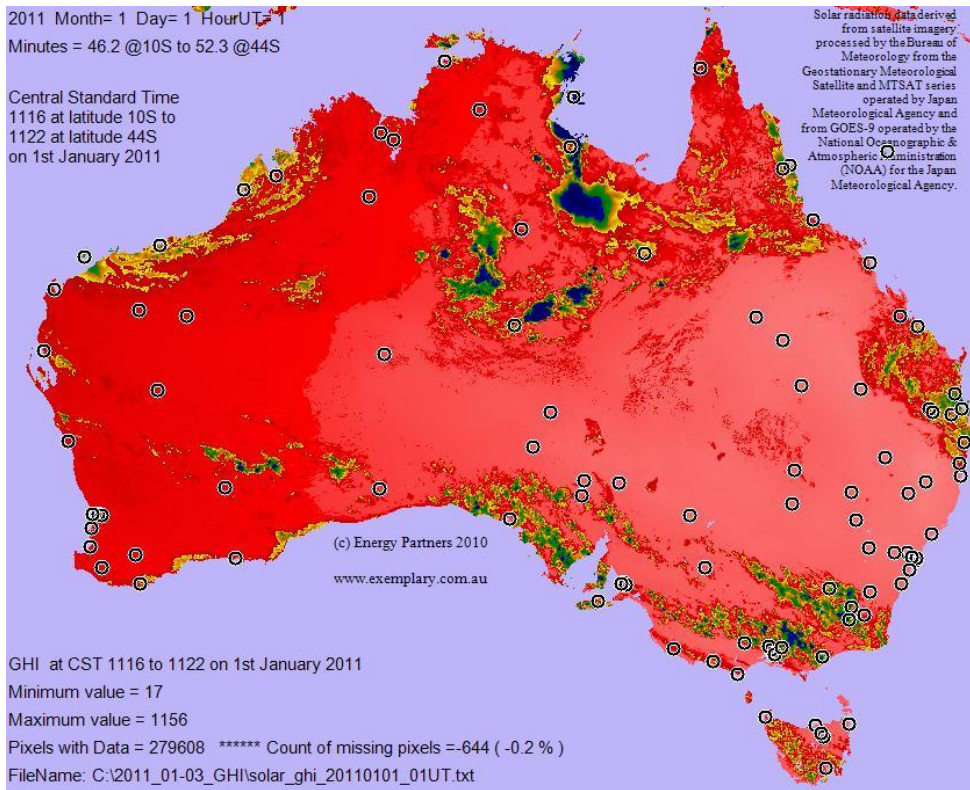 2011 Month= 1 Day= 1 HourUT= 1
Minutes = 46.2 @10S to 52.3 @44S
Central Standard Time
1116 at latitude 10S to
1122 at latitude 44S
on 1st January 2011
Solar radiation data derived
from satellite imagery
processed by the Bureau of
Meteorology from the
Geostationary Meteorological
Satellite and MTSAT series
operated by Japan
Meteorological Agency and
from GOES-9 operated by the
National Oceanographic &
Atmospheric Administration
(NOAA) for the Japan
Meteorological Agency.
(c) Energy Partners 2010
www.exemplary.com.au
GHI at CST 1116 to 1122 on 1st January 2011
Minimum value = 17
Maximum value = 1156
Pixels with Data = 279608 ****** Count of missing pixels =-644 ( -0.2 % )
FileName: C:\2011_01-03_GHI\solar_ghi_20110101_01UT.txt